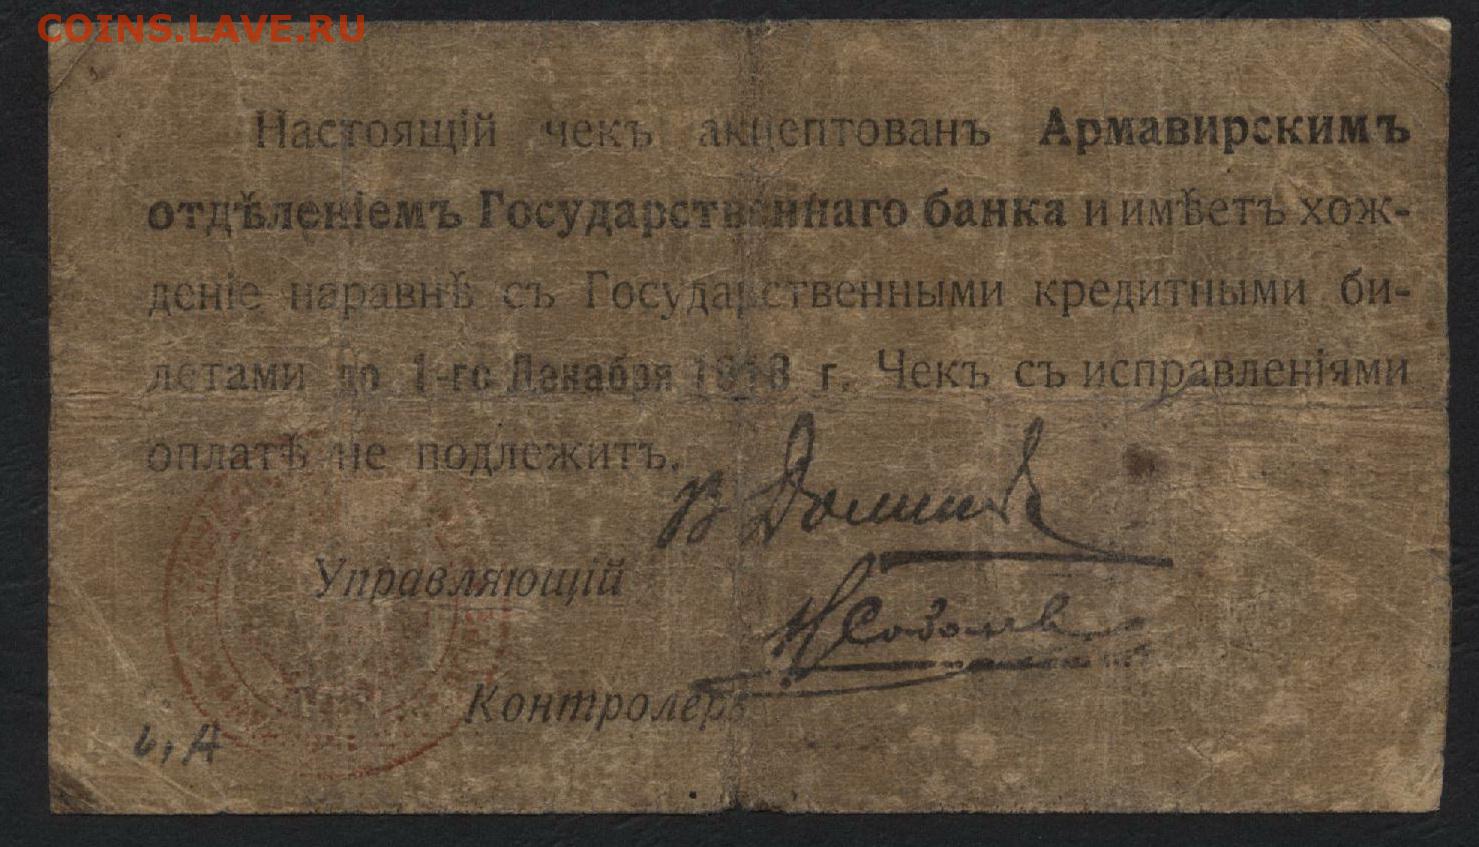 COINS.LAVE.RU
Настоящій чекъ акцептованъ Армавирскимъ
отдѣленіемъ Государственнаго банка и имѣетъ хож-
деніе наравнѣ съ Государственными кредитными би-
летами до 1-го Декабря 1918 г. Чекъ съ исправленіями
оплатѣ не подлежитъ.
Управляющій
Контролеръ